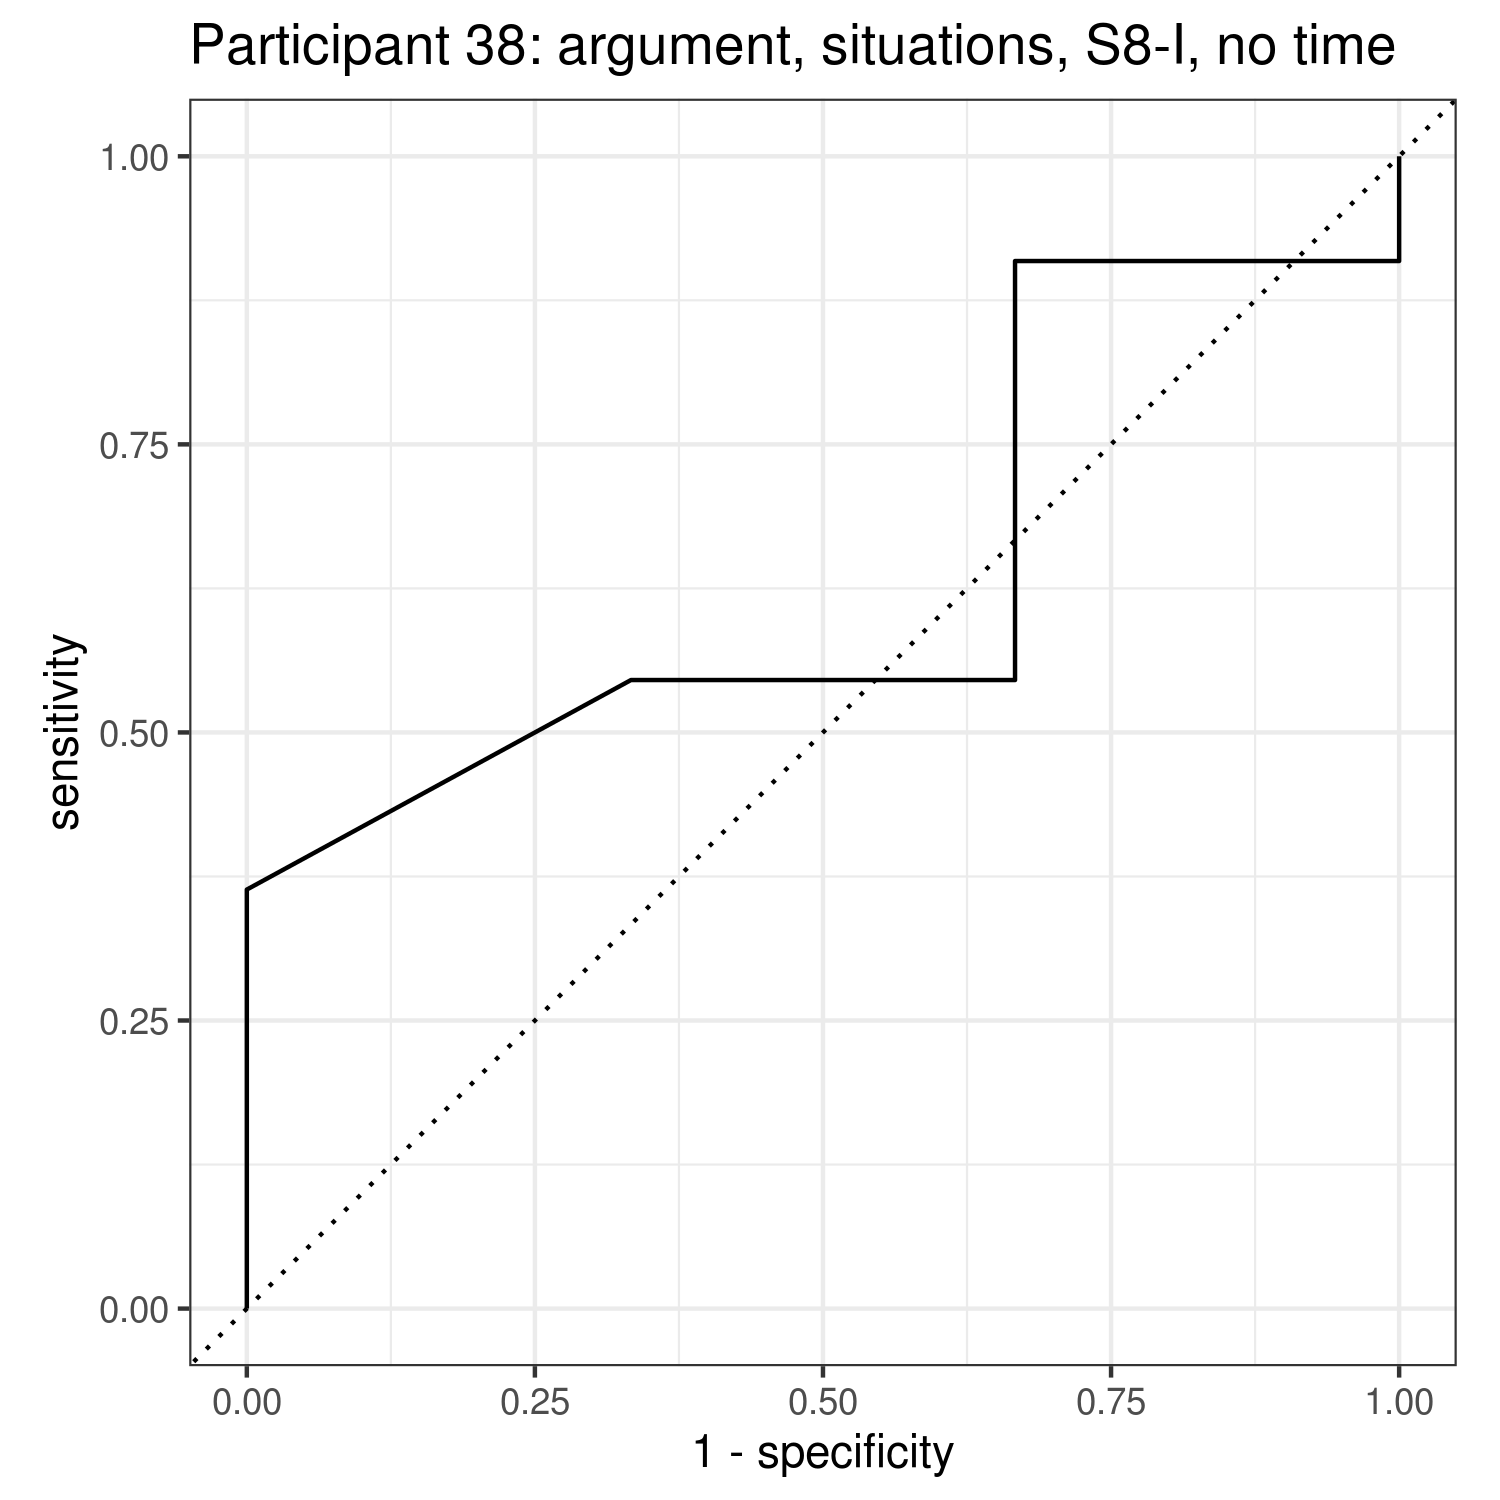 Participant 38: argument, situations, S8-I, no time
1.00
0.75
0.50
0.25
0.00
sensitivity
0.00 0.25 0.50 0.75 1.00
1 - specificity